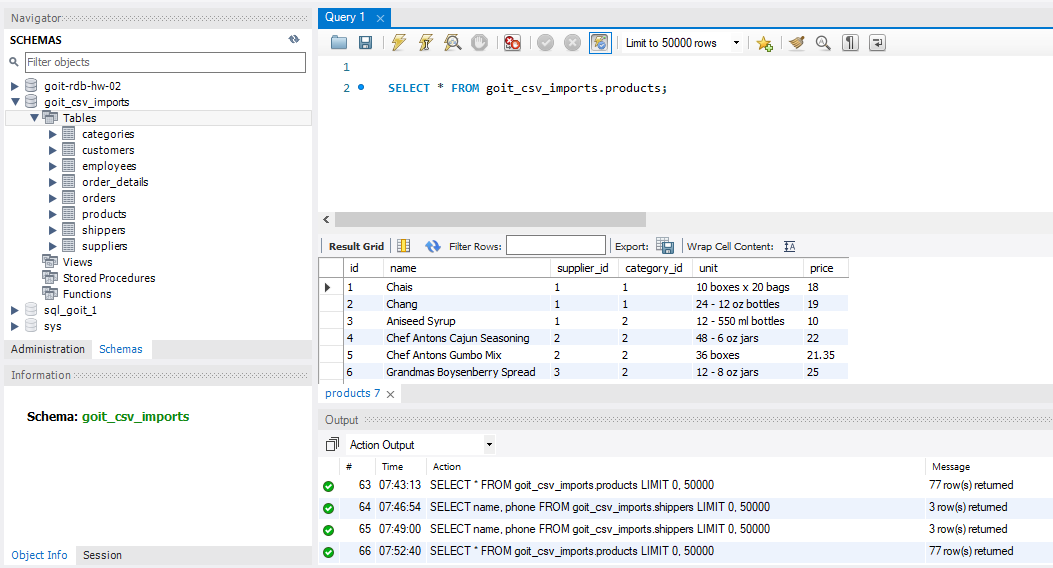 Navigator
SCHEMAS
Filter objects
goit-rdb-hw-02
goit_csv_imports
Tables
categories
customers
employees
order_details
orders
products
shippers
suppliers
Views
Stored Procedures
Functions
sql_goit_1
sys
Administration Schemas
Information
Schema: goit_csv_imports
Object Info Session
Query 1
Limit to 50000 rows
1
2 SELECT * FROM goit_csv_imports.products;
Result Grid Filter Rows: Export: Wrap Cell Content:
id name supplier_id category_id unit price
1 Chais 1 1 10 boxes x 20 bags 18
2 Chang 1 1 24 - 12 oz bottles 19
3 Aniseed Syrup 1 2 12 - 550 ml bottles 10
4 Chef Antons Cajun Seasoning 2 2 48 - 6 oz jars 22
5 Chef Antons Gumbo Mix 2 2 36 boxes 21.35
6 Grandmas Boysenberry Spread 3 2 12 - 8 oz jars 25
products 7
Output
Action Output
# Time Action Message
63 07:43:13 SELECT * FROM goit_csv_imports.products LIMIT 0, 50000 77 row(s) returned
64 07:46:54 SELECT name, phone FROM goit_csv_imports.shippers LIMIT 0, 50000 3 row(s) returned
65 07:49:00 SELECT name, phone FROM goit_csv_imports.shippers LIMIT 0, 50000 3 row(s) returned
66 07:52:40 SELECT * FROM goit_csv_imports.products LIMIT 0, 50000 77 row(s) returned